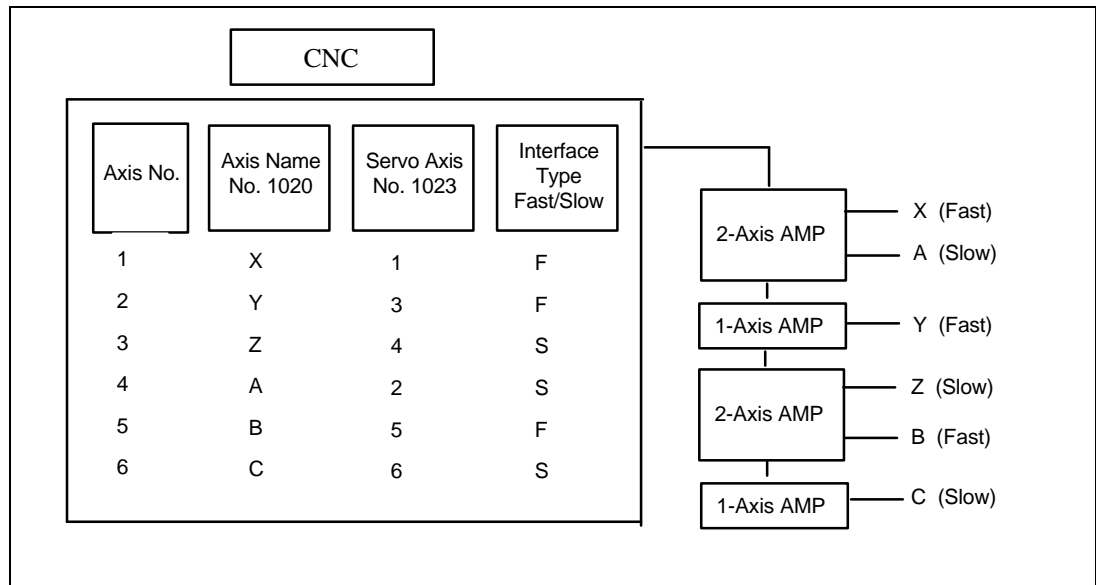 CNC
Axis No.
Axis Name
No. 1020
Servo Axis
No. 1023
Interface
Type
Fast/Slow
1 X 1 F
2 Y 3 F
3 Z 4 S
4 A 2 S
5 B 5 F
6 C 6 S
2-Axis AMP
X (Fast)
A (Slow)
1-Axis AMP
Y (Fast)
2-Axis AMP
Z (Slow)
B (Fast)
1-Axis AMP
C (Slow)